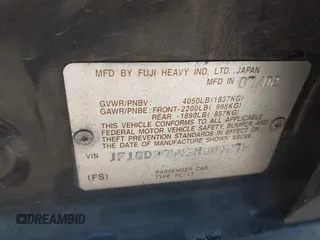 MFD BY FUJI HEAVY IND. LTD. JAPAN
MADE IN
GVWR/PNBV: 4050LB(1837KG)
GAWR/PNBE: FRONT-2200LB( 998KG)
REAR -1890LB( 857KG)
THIS VEHICLE CONFORMS TO ALL APPLICABLE
FEDERAL MOTOR VEHICLE SAFETY, BUMPER, AND
THEFT PREVENTION STANDARDS IN EFFECT ON THE
DATE OF MANUFACTURE SHOWN ABOVE.
VIN
(FS)
PASSENGER CAR
DREAMBID